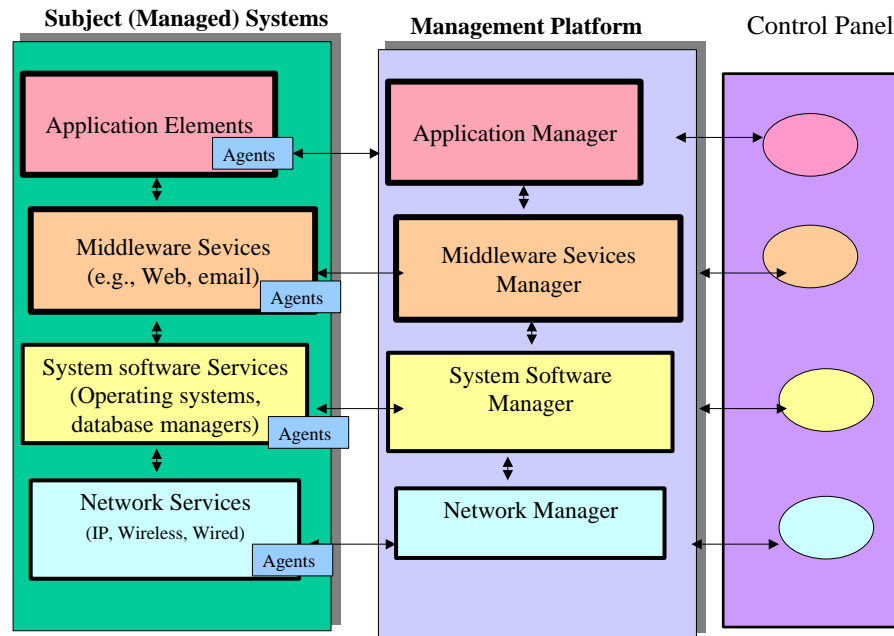 Subject (Managed) Systems
Management Platform
Control Panel
Application Elements
Agents
Application Manager
Middleware Sevices
(e.g., Web, email)
Agents
Middleware Sevices
Manager
System software Services
(Operating systems,
database managers)
Agents
System Software
Manager
Network Services
(IP, Wireless, Wired)
Agents
Network Manager